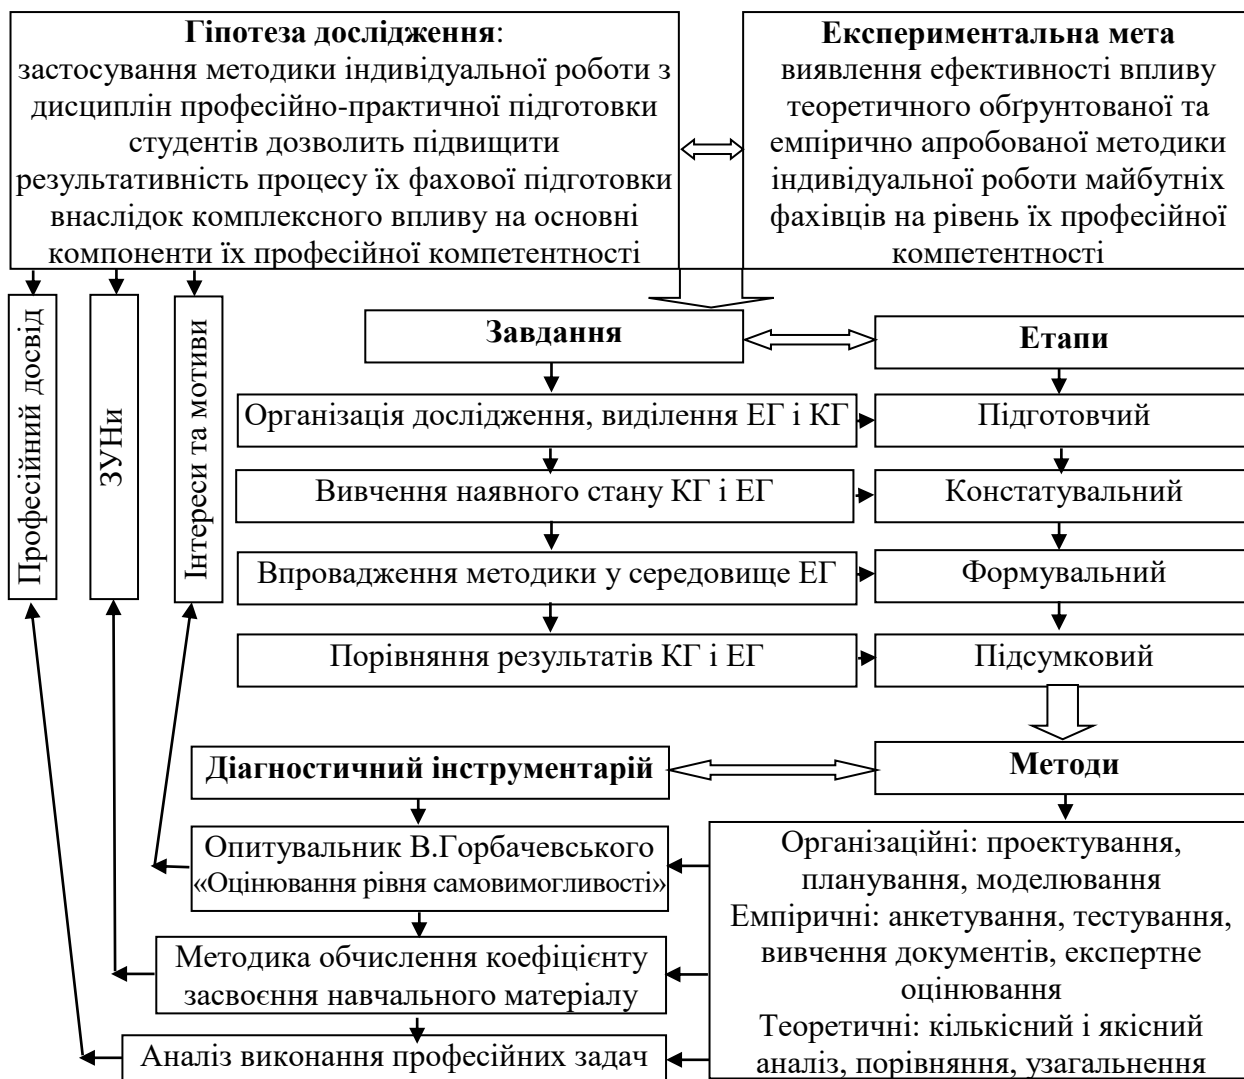 Гіпотеза дослідження:
застосування методики індивідуальної роботи з
дисциплін професійно-практичної підготовки
студентів дозволить підвищити
результативність процесу їх фахової підготовки
внаслідок комплексного впливу на основні
компоненти їх професійної компетентності
Експериментальна мета
виявлення ефективності впливу
теоретичного обґрунтованої та
емпірично апробованої методики
індивідуальної роботи майбутніх
фахівців на рівень їх професійної
компетентності
Професійний досвід
ЗУНи
Інтереси та мотиви
Завдання
Етапи
Організація дослідження, виділення ЕГ і КГ
Підготовчий
Вивчення наявного стану КГ і ЕГ
Констатувальний
Впровадження методики у середовище ЕГ
Формувальний
Порівняння результатів КГ і ЕГ
Підсумковий
Діагностичний інструментарій
Методи
Опитувальник В.Горбачевського
«Оцінювання рівня самовимогливості»
Методика обчислення коефіцієнту
засвоєння навчального матеріалу
Аналіз виконання професійних задач
Організаційні: проектування,
планування, моделювання
Емпіричні: анкетування, тестування,
вивчення документів, експертне
оцінювання
Теоретичні: кількісний і якісний
аналіз, порівняння, узагальнення